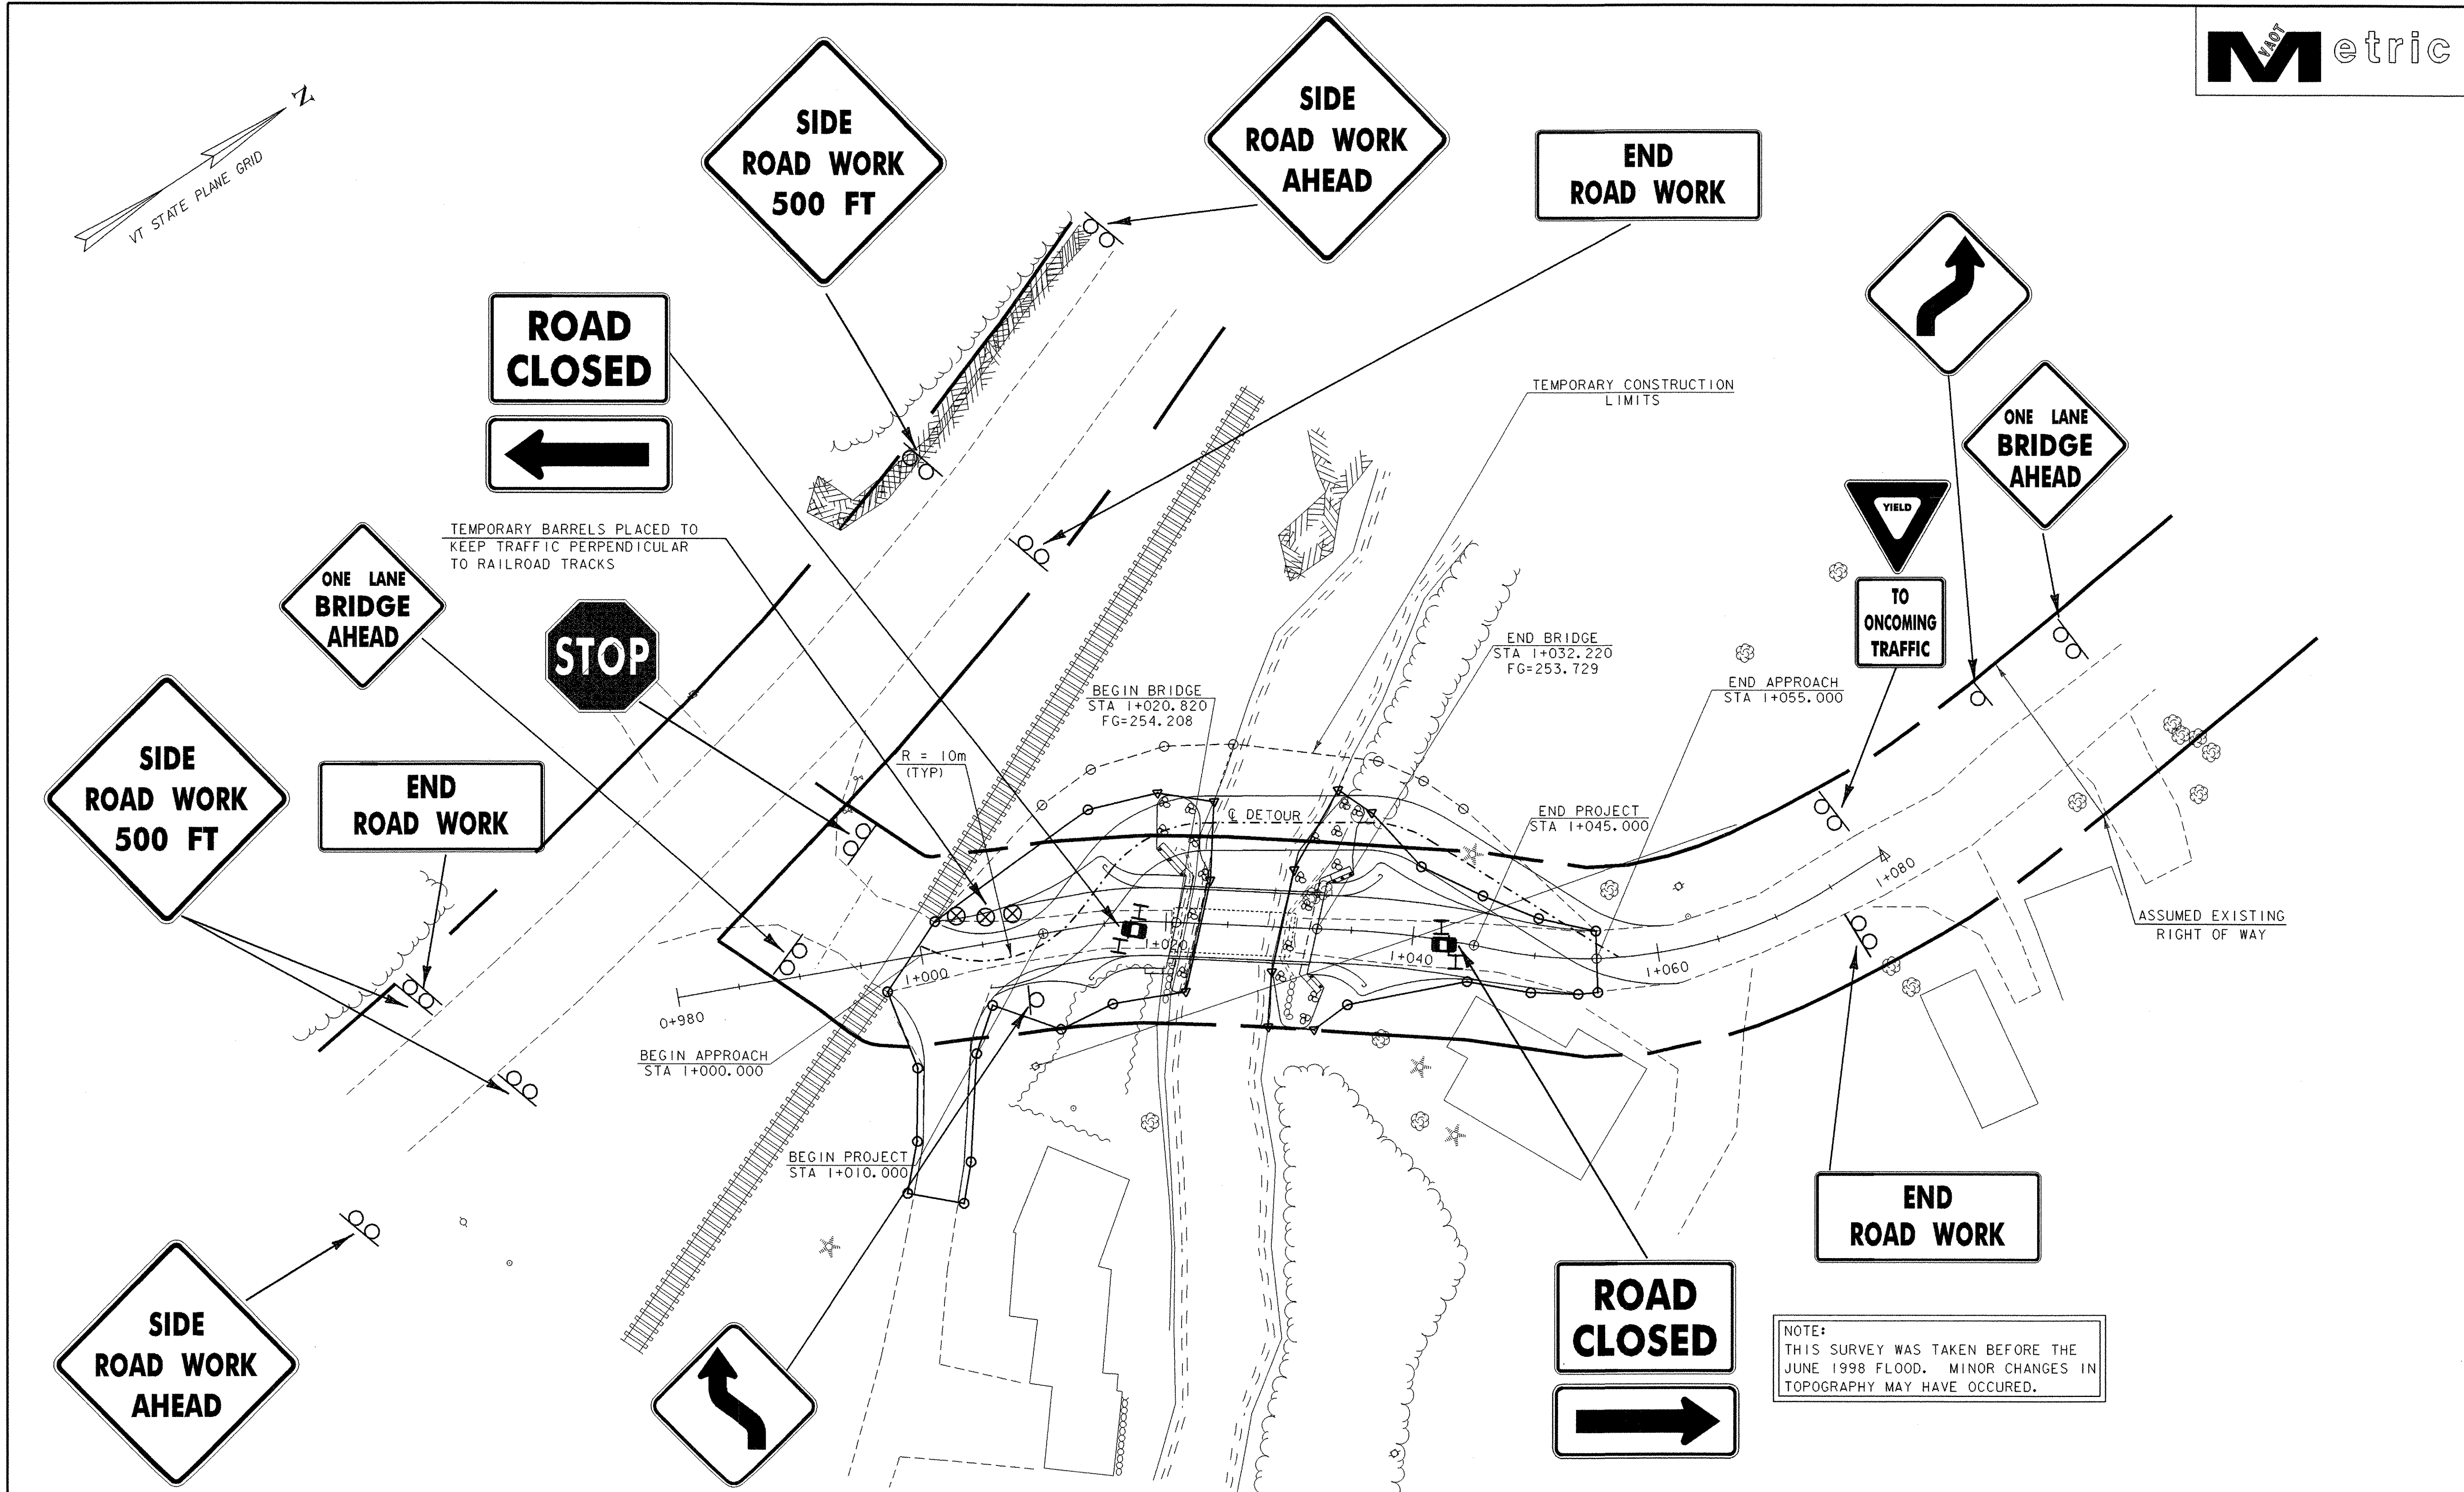 VAOT
Metric
N
VT STATE PLANE GRID
SIDE
ROAD WORK
500 FT
SIDE
ROAD WORK
AHEAD
END
ROAD WORK
ROAD
CLOSED
TEMPORARY CONSTRUCTION
LIMITS
ONE LANE
BRIDGE
AHEAD
YIELD
TO
ONCOMING
TRAFFIC
TEMPORARY BARRELS PLACED TO
KEEP TRAFFIC PERPENDICULAR
TO RAILROAD TRACKS
ONE LANE
BRIDGE
AHEAD
STOP
END BRIDGE
STA 1+032.220
FG=253.729
BEGIN BRIDGE
STA 1+020.820
FG=254.208
END APPROACH
STA 1+055.000
SIDE
ROAD WORK
500 FT
END
ROAD WORK
R = 10m
(TYP)
℄ DETOUR
END PROJECT
STA 1+045.000
1+080
ASSUMED EXISTING
RIGHT OF WAY
0+980
1+000
1+020
1+040
1+060
BEGIN APPROACH
STA 1+000.000
BEGIN PROJECT
STA 1+010.000
END
ROAD WORK
SIDE
ROAD WORK
AHEAD
ROAD
CLOSED
NOTE:
THIS SURVEY WAS TAKEN BEFORE THE
JUNE 1998 FLOOD. MINOR CHANGES IN
TOPOGRAPHY MAY HAVE OCCURED.